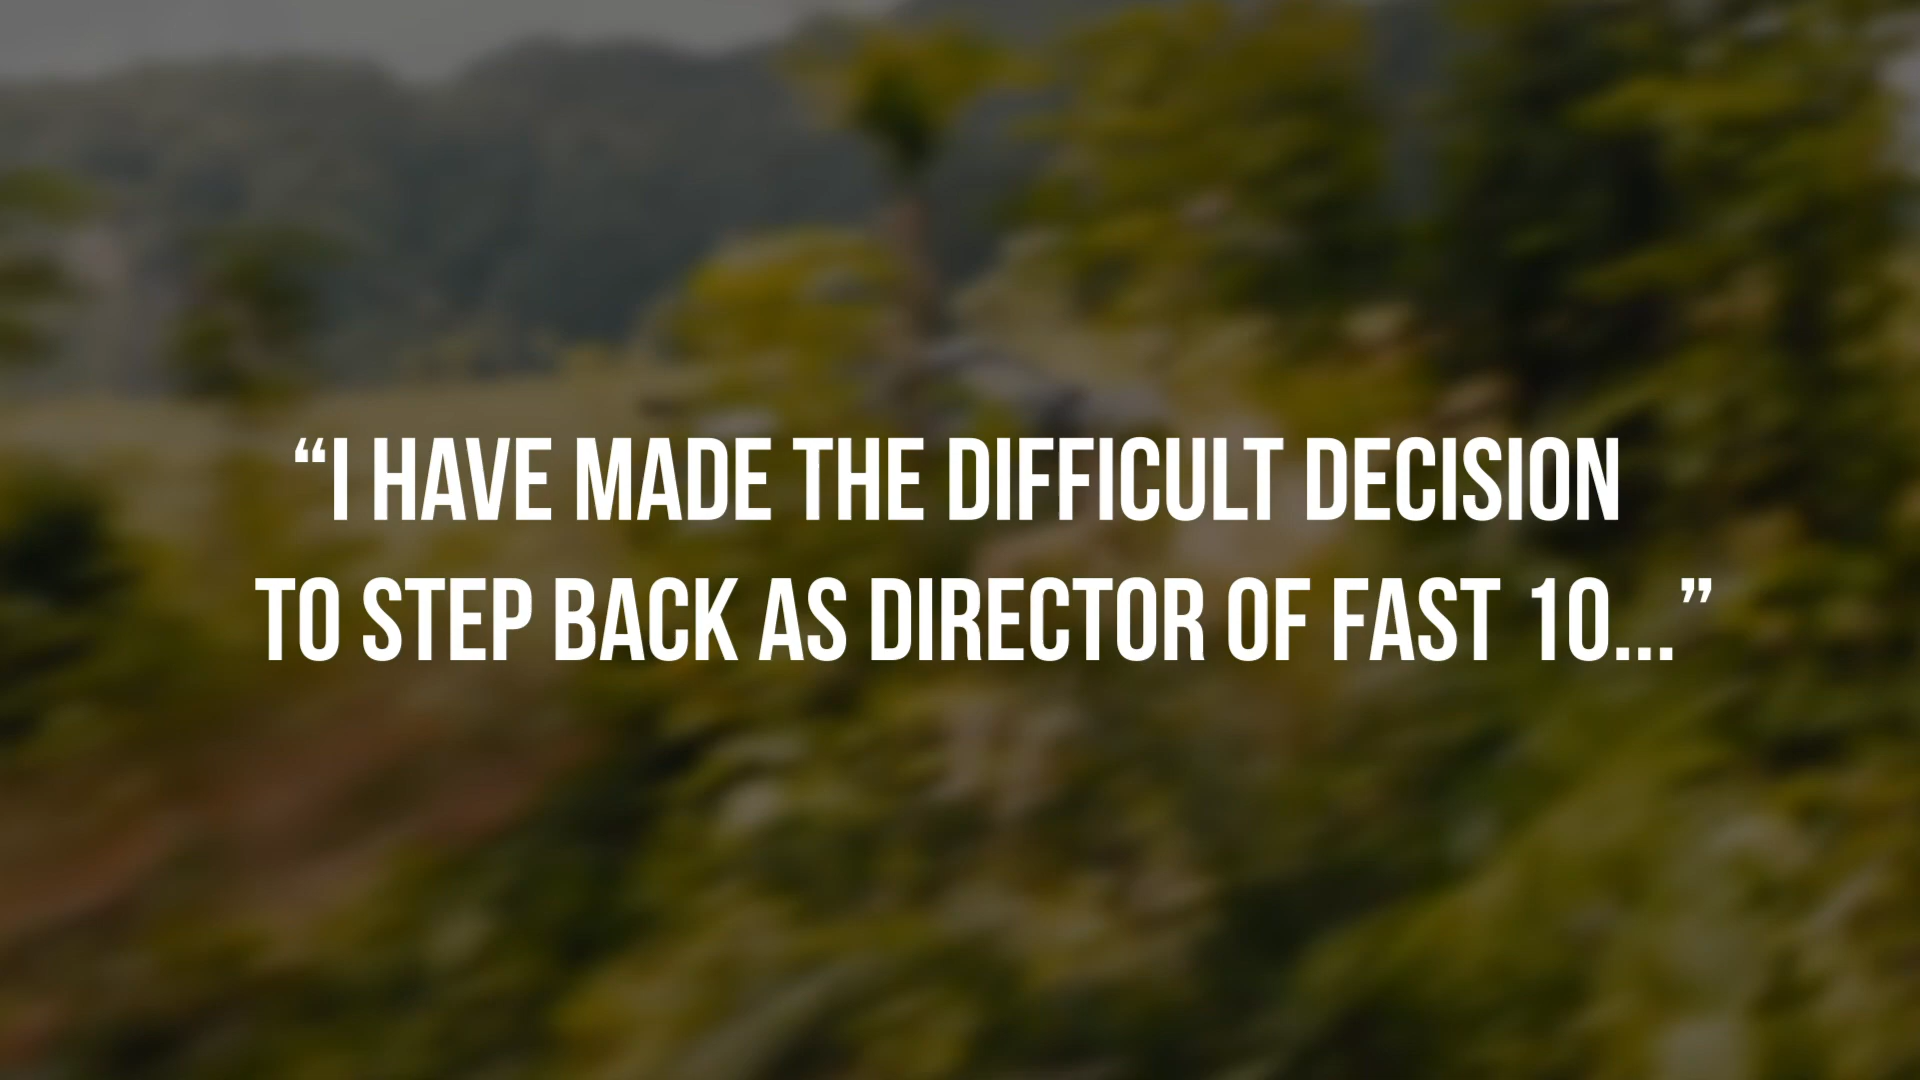 “I HAVE MADE THE DIFFICULT DECISION
TO STEP BACK AS DIRECTOR OF FAST 10...”